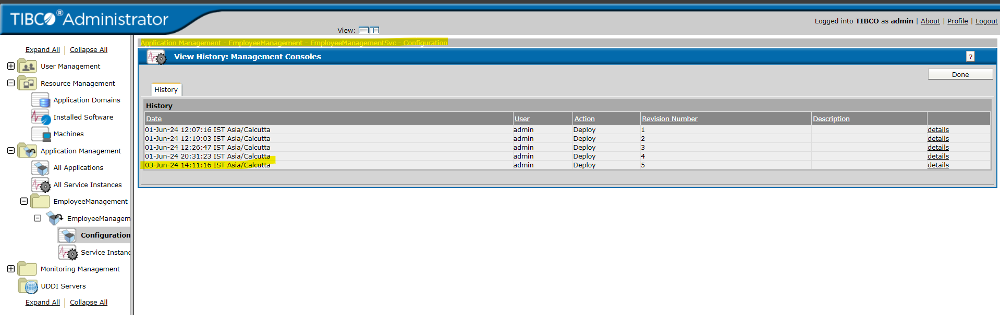 TIBCO® Administrator
View:
Logged into TIBCO as admin | About | Profile | Logout
Expand All | Collapse All
User Management
Resource Management
Application Domains
Installed Software
Machines
Application Management
All Applications
All Service Instances
EmployeeManagement
EmployeeManagem
Configuration
Service Instanc
Monitoring Management
UDDI Servers
Expand All | Collapse All
Application Management - EmployeeManagement - EmployeeManagementSvc - Configuration
View History: Management Consoles
?
Done
History
History
Date User Action Revision Number Description
01-Jun-24 12:07:16 IST Asia/Calcutta admin Deploy 1 details
01-Jun-24 12:19:03 IST Asia/Calcutta admin Deploy 2 details
01-Jun-24 12:26:47 IST Asia/Calcutta admin Deploy 3 details
01-Jun-24 20:31:23 IST Asia/Calcutta admin Deploy 4 details
03-Jun-24 14:11:16 IST Asia/Calcutta admin Deploy 5 details